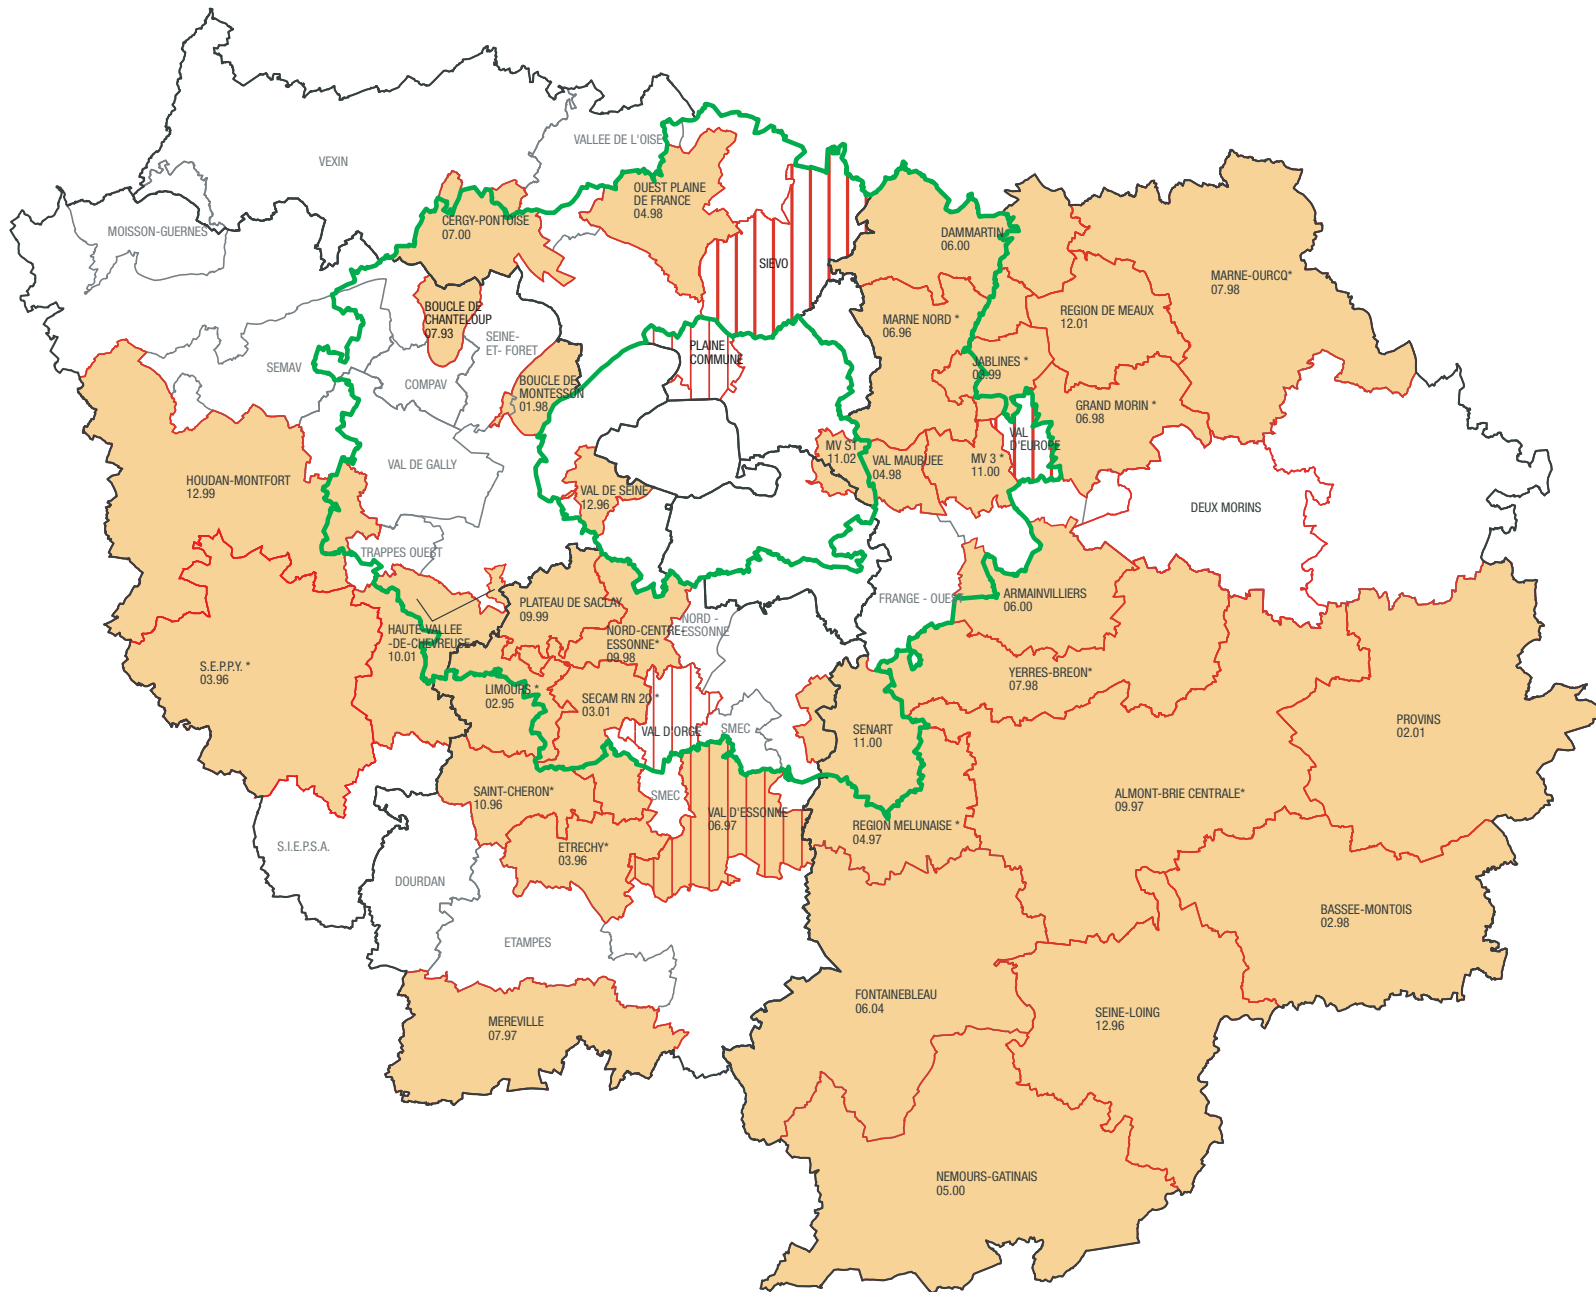 VALLEE DE L'OISE
VEXIN
OUEST PLAINE
DE FRANCE
04.98
CERGY-PONTOISE
07.00
MOISSON-GUERNES
DAMMARTIN
06.00
SIEVO
MARNE-OURCQ*
07.98
BOUCLE DE
CHANTELOUP
07.93
MARNE NORD *
06.96
REGION DE MEAUX
12.01
SEINE-
ET- FORET
PLAINE
COMMUNE
SEMAV
JABLINES *
03.99
COMPAV
BOUCLE DE
MONTESSON
01.98
GRAND MORIN *
06.98
VAL
D'EUROPE
MV S1
11.02
VAL MAUBUEE
04.98
MV 3 *
11.00
VAL DE GALLY
HOUDAN-MONTFORT
12.99
VAL DE SEINE
12.96
DEUX MORINS
TRAPPES OUEST
FRANGE - OUEST
ARMAINVILLIERS
06.00
PLATEAU DE SACLAY
09.99
NORD -
ESSONNE
HAUTE-VALLEE
-DE-CHEVREUSE
10.01
NORD-CENTRE-
ESSONNE*
09.98
S.E.P.P.Y. *
03.96
YERRES-BREON*
07.98
LIMOURS *
02.95
SECAM RN 20 *
03.01
VAL D'ORGE
SMEC
SENART
11.00
PROVINS
02.01
SAINT-CHERON*
10.96
SMEC
VAL D'ESSONNE
06.97
ALMONT-BRIE CENTRALE*
09.97
REGION MELUNAISE *
04.97
S.I.E.P.S.A.
ETRECHY*
03.96
DOURDAN
BASSEE-MONTOIS
02.98
ETAMPES
FONTAINEBLEAU
06.04
SEINE-LOING
12.96
MEREVILLE
07.97
NEMOURS-GATINAIS
05.00